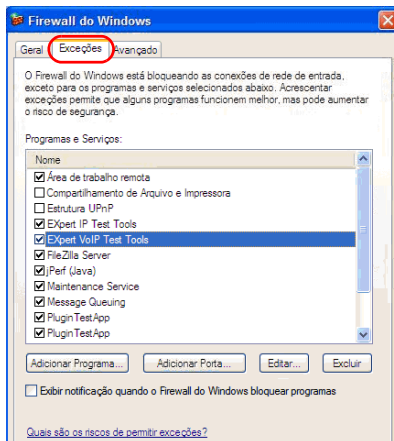 Firewall do Windows
Geral Exceções Avançado
O Firewall do Windows está bloqueando as conexões de rede de entrada,
exceto para os programas e serviços selecionados abaixo. Acrescentar
exceções permite que alguns programas funcionem melhor, mas pode aumentar
o risco de segurança.
Programas e Serviços:
Nome
Área de trabalho remota
Compartilhamento de Arquivo e Impressora
Estrutura UPnP
EXpert IP Test Tools
EXpert VoIP Test Tools
FileZilla Server
jPerf (Java)
Maintenance Service
Message Queuing
PluginTestApp
PluginTestApp
Adicionar Programa... Adicionar Porta... Editar... Excluir
Exibir notificação quando o Firewall do Windows bloquear programas
Quais são os riscos de permitir exceções?